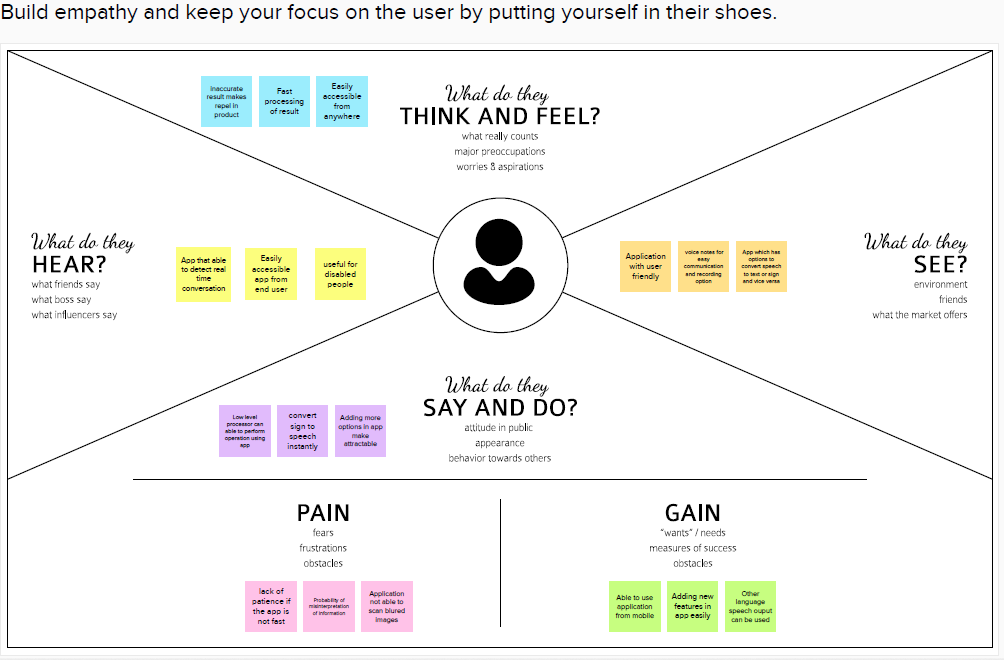 Build empathy and keep your focus on the user by putting yourself in their shoes.
Inaccurate
result makes
repel in
product
Fast
processing
of result
Easily
accessible
from
anywhere
What do they
THINK AND FEEL?
what really counts
major preoccupations
worries & aspirations
What do they
HEAR?
what friends say
what boss say
what influencers say
App that able
to detect real
time
conversation
Easily
accessible
app from
end user
useful for
disabled
people
Application
with user
friendly
voice notes for
easy
communication
and recording
option
App which has
options to
convert speech
to text or sign
and vice versa
What do they
SEE?
environment
friends
what the market offers
What do they
SAY AND DO?
attitude in public
appearance
behavior towards others
Low level
processor can
able to perform
operation using
app
convert
sign to
speech
instantly
Adding more
options in app
make
attractable
PAIN
fears
frustrations
obstacles
lack of
patience if
the app is
not fast
Probability of
misinterpretation
of information
Application
not able to
scan blured
images
GAIN
"wants" / needs
measures of success
obstacles
Able to use
application
from mobile
Adding new
features in
app easily
Other
language
speech ouput
can be used